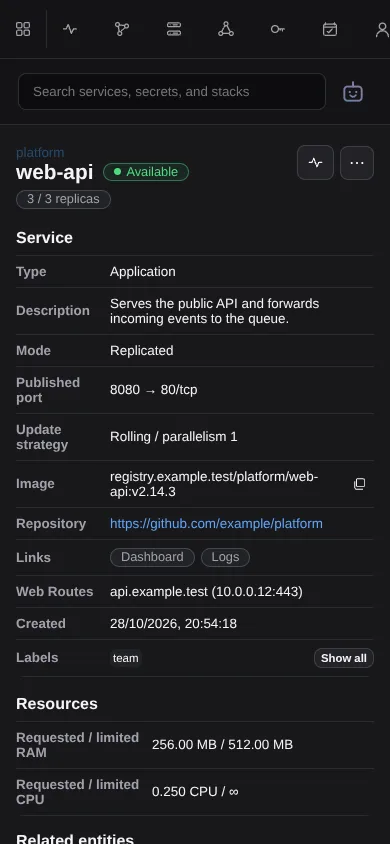 Search services, secrets, and stacks
platform
web-api
Available
3 / 3 replicas
Service
Type
Application
Description
Serves the public API and forwards
incoming events to the queue.
Mode
Replicated
Published
port
8080 → 80/tcp
Update
strategy
Rolling / parallelism 1
Image
registry.example.test/platform/web-
api:v2.14.3
Repository
https://github.com/example/platform
Links
Dashboard
Logs
Web Routes
api.example.test (10.0.0.12:443)
Created
28/10/2026, 20:54:18
Labels
team
Show all
Resources
Requested / limited
RAM
256.00 MB / 512.00 MB
Requested / limited
CPU
0.250 CPU / ∞
Related entities